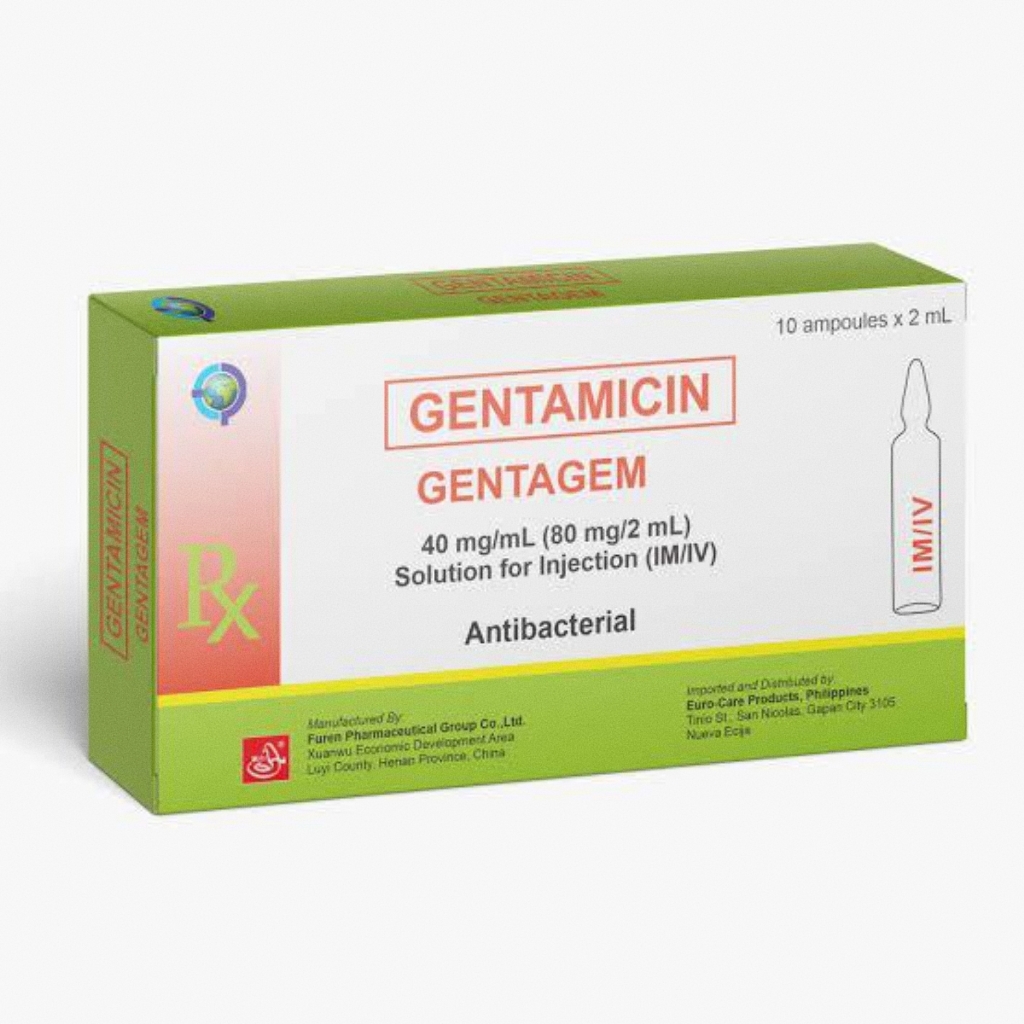 GENTAMICIN
GENTAGEM
10 ampoules x 2 mL
GENTAMICIN
GENTAGEM
40 mg/mL (80 mg/2 mL)
Solution for Injection (IM/IV)
Antibacterial
IM/IV
Rx
GENTAMICIN
GENTAGEM
Manufactured By:
Furen Pharmaceutical Group Co.,Ltd.
Xuanwu Economic Development Area
Luyi County, Henan Province, China
Imported and Distributed by:
Euro-Care Products, Philippines
Tinio St., San Nicolas, Gapan City 3105
Nueva Ecija